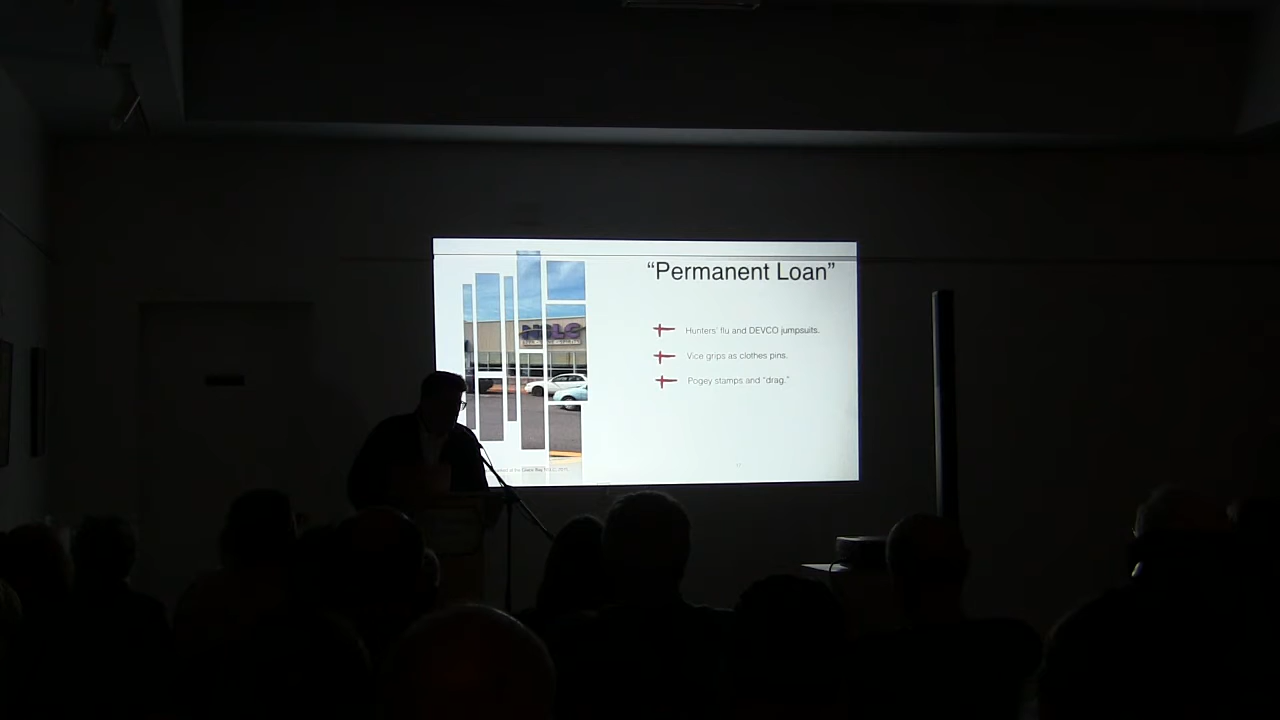 “Permanent Loan”
Hunters' flu and DEVCO jumpsuits.
Vice grips as clothes pins.
Pogey stamps and “drag.”